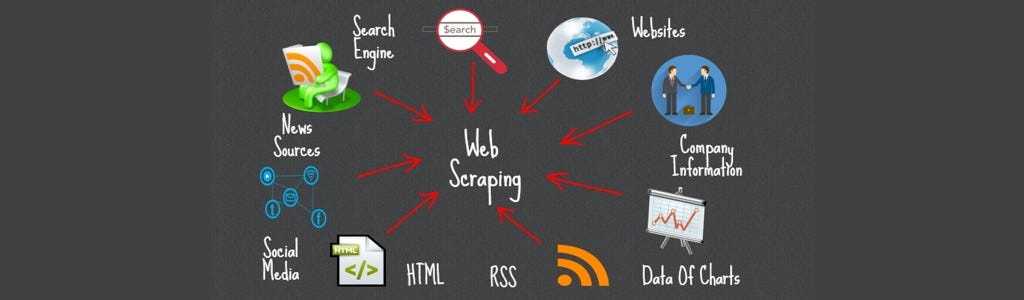 Search
Engine
$earch
http://www
Websites
News
Sources
Web
Scraping
Company
Information
Social
Media
HTML
</>
HTML
RSS
Data Of Charts